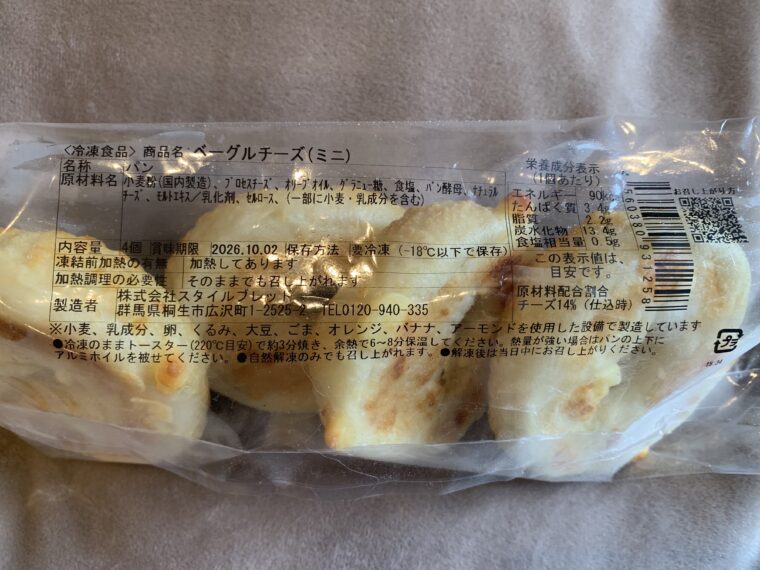 〈冷凍食品〉 商品名: ベーグルチーズ(ミニ)
名称 パン
原材料名 小麦粉(国内製造)、プロセスチーズ、オリーブオイル、グラニュー糖、食塩、パン酵母、ナチュラル
チーズ、モルトエキス/乳化剤、セルロース、(一部に小麦・乳成分を含む)
内容量 4個 賞味期限 2026.10.02 保存方法 要冷凍(-18℃以下で保存)
凍結前加熱の有無 加熱してあります
加熱調理の必要性 そのままでも召し上がれます
製造者 株式会社スタイルブレッド
群馬県桐生市広沢町1-2525-2 TEL0120-940-335
※小麦、乳成分、卵、くるみ、大豆、ごま、オレンジ、バナナ、アーモンドを使用した設備で製造しています
●冷凍のままトースター(220℃目安)で約3分焼き、余熱で6～8分保温してください。熱量が強い場合はパンの上下に
アルミホイルを被せてください。●自然解凍のみでも召し上がれます。●解凍後は当日中にお召し上がりください
栄養成分表示
(1個あたり)
エネルギー 90kcal
たんぱく質 3.4g
脂質 2.2g
炭水化物 13.4g
食塩相当量 0.5g
この表示値は、
目安です。
原材料配合割合
チーズ14%(仕込時)
お召し上がり方
プラ